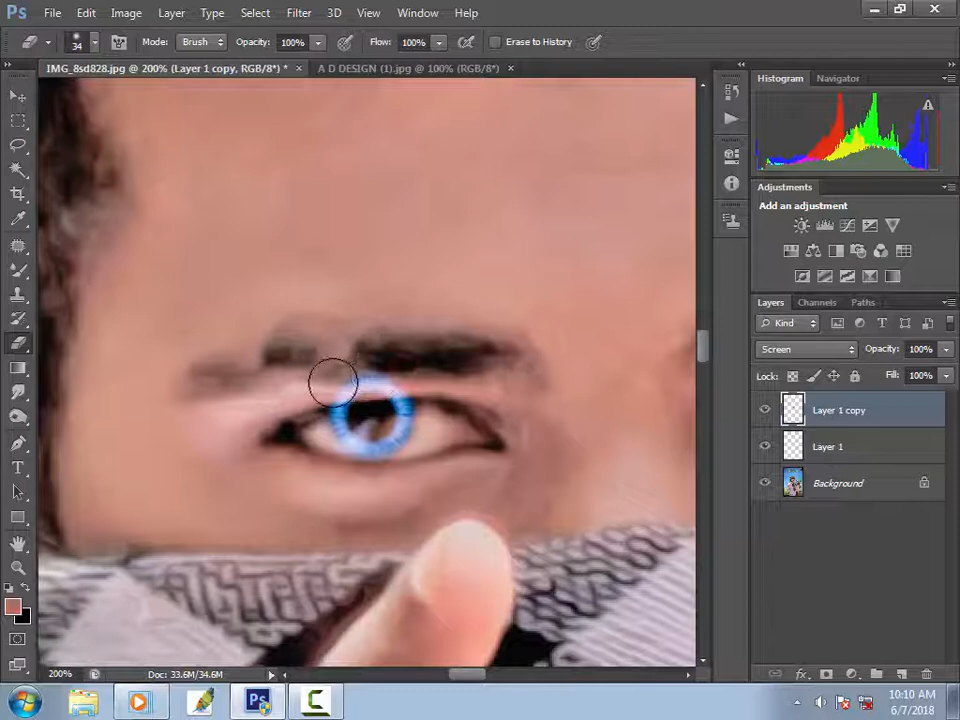 Ps File Edit Image Layer Type Select Filter 3D View Window Help
34 Mode: Brush Opacity: 100% Flow: 100% Erase to History
IMG_8sd828.jpg @ 200% (Layer 1 copy, RGB/8*) * × A D DESIGN (1).jpg @ 100% (RGB/8*) ×
Histogram Navigator
Adjustments
Add an adjustment
Layers Channels Paths
Kind
Screen Opacity: 100%
Lock: Fill: 100%
Layer 1 copy
Layer 1
Background
200% Doc: 33.6M/34.6M
Ps
10:10 AM
6/7/2018